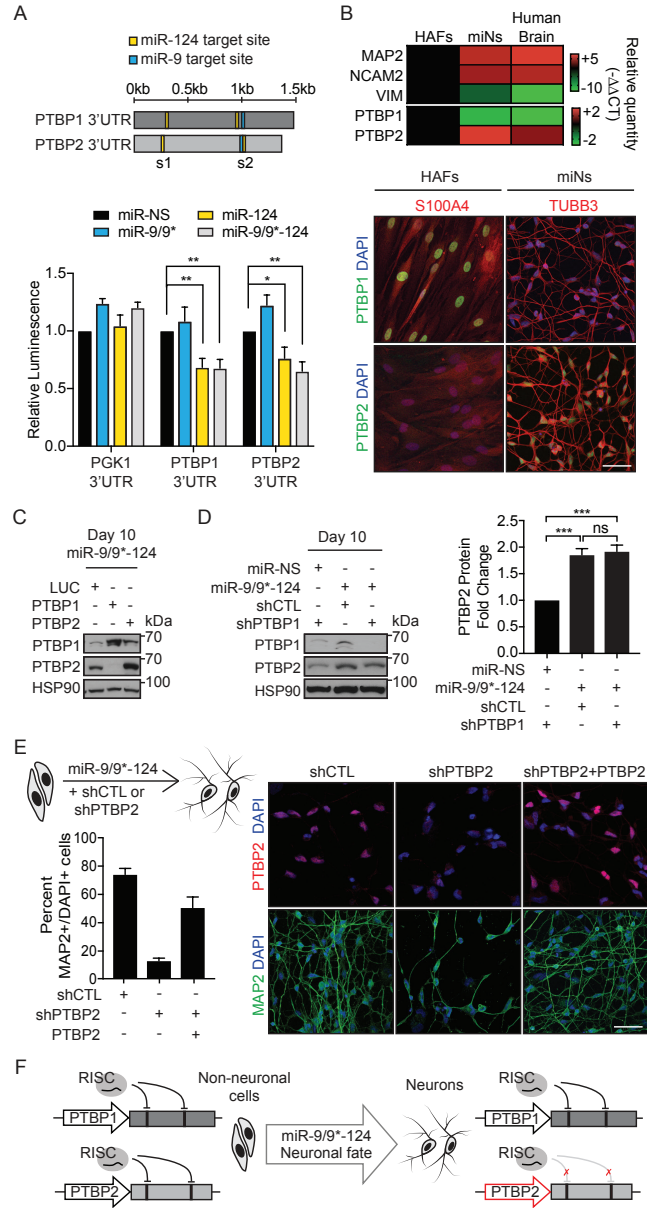 A
miR-124 target site
miR-9 target site
0kb 0.5kb 1.0kb 1.5kb
PTBP1 3'UTR
PTBP2 3'UTR
s1 s2
miR-NS miR-124
miR-9/9* miR-9/9*-124
Relative Luminescence
1.5
1.0
0.5
0.0
** **
** *
PGK1 3'UTR
PTBP1 3'UTR
PTBP2 3'UTR
B
HAFs miNs Human Brain
MAP2
NCAM2
VIM
PTBP1
PTBP2
+5
-10
+2
-2
Relative quantity
(-ΔΔCT)
HAFs miNs
S100A4 TUBB3
PTBP1 DAPI
PTBP2 DAPI
C
Day 10
miR-9/9*-124
LUC + - -
PTBP1 - + -
PTBP2 - - + kDa
PTBP1 70
PTBP2 70
HSP90 100
D
Day 10
miR-NS +
miR-9/9*-124 + +
shCTL +
shPTBP1 + + kDa
PTBP1 70
PTBP2 70
HSP90 100
PTBP2 Protein
Fold Change
2.5
2.0
1.5
1.0
0.5
0.0
***
*** ns
miR-NS +
miR-9/9*-124 + +
shCTL +
shPTBP1 + +
E
miR-9/9*-124
+ shCTL or
shPTBP2
Percent
MAP2+/DAPI+ cells
100
80
60
40
20
0
shCTL + - -
shPTBP2 - + +
PTBP2 - - +
shCTL shPTBP2 shPTBP2+PTBP2
PTBP2 DAPI
MAP2 DAPI
F
RISC
PTBP1
RISC
PTBP2
Non-neuronal
cells
miR-9/9*-124
Neuronal fate
Neurons
RISC
PTBP1
RISC
x x
PTBP2